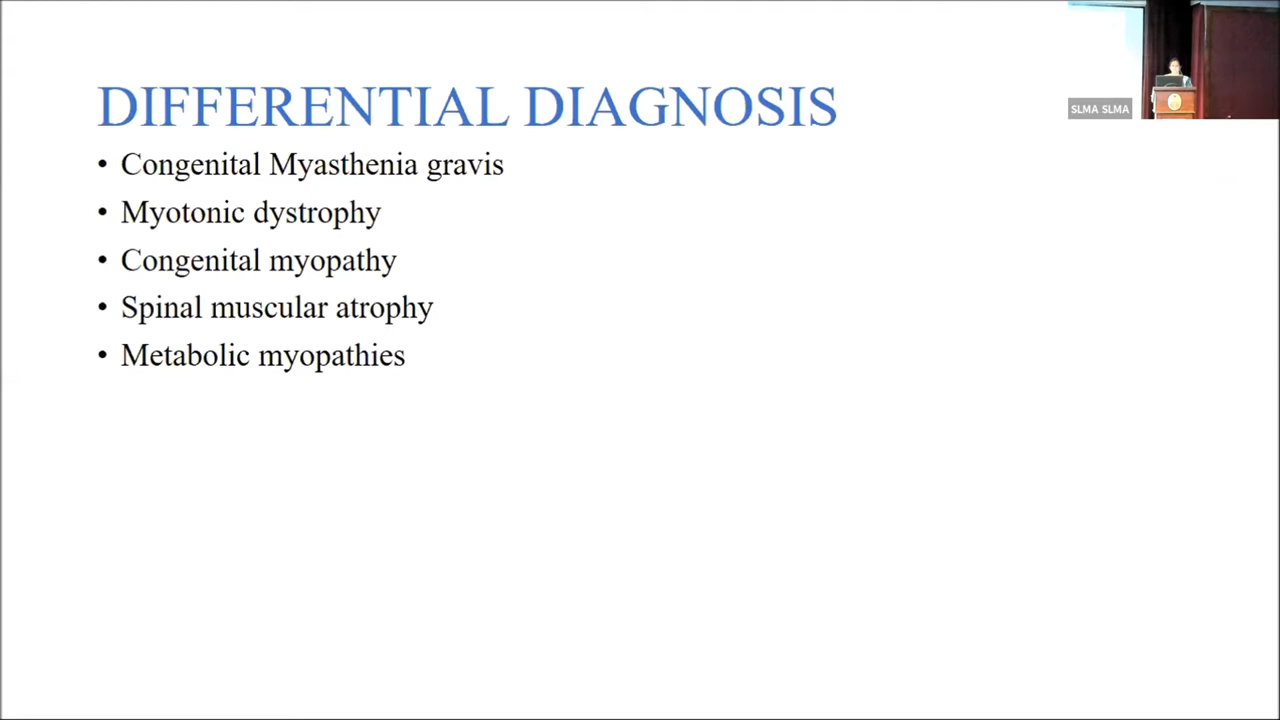 DIFFERENTIAL DIAGNOSIS
• Congenital Myasthenia gravis
• Myotonic dystrophy
• Congenital myopathy
• Spinal muscular atrophy
• Metabolic myopathies
SLMA SLMA